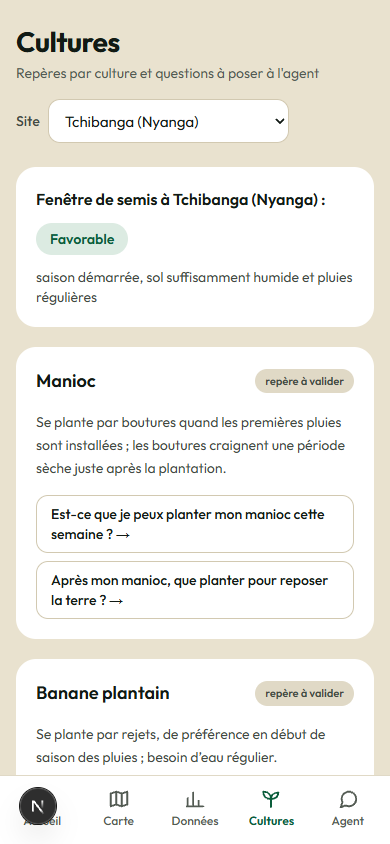 Cultures
Repères par culture et questions à poser à l'agent
Site
Tchibanga (Nyanga)
Fenêtre de semis à Tchibanga (Nyanga) :
Favorable
saison démarrée, sol suffisamment humide et pluies
régulières
Manioc
repère à valider
Se plante par boutures quand les premières pluies
sont installées ; les boutures craignent une période
sèche juste après la plantation.
Est-ce que je peux planter mon manioc cette
semaine ? →
Après mon manioc, que planter pour reposer
la terre ? →
Banane plantain
repère à valider
Se plante par rejets, de préférence en début de
saison des pluies ; besoin d'eau régulier.
N
Carte
Données
Cultures
Agent